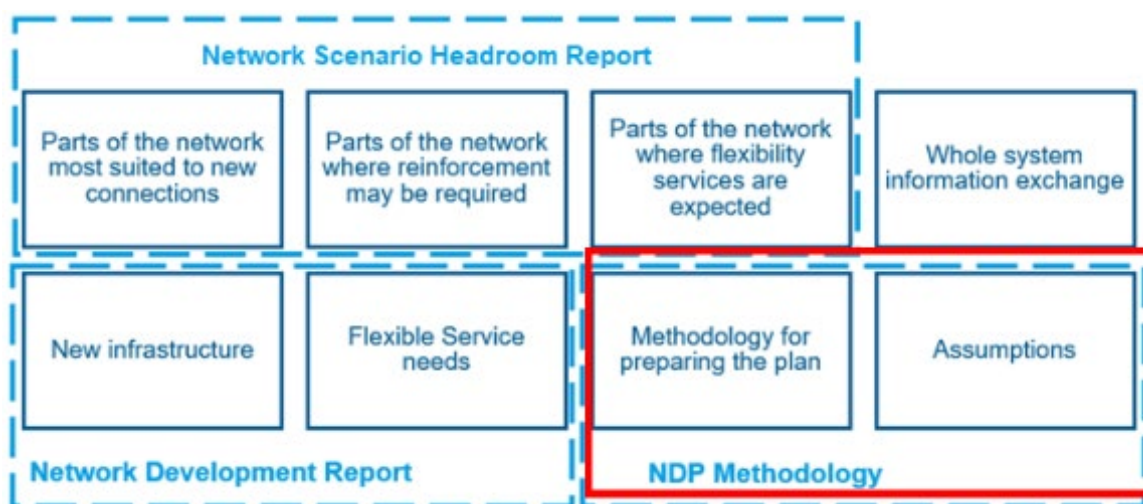 Network Scenario Headroom Report
Parts of the network
most suited to new
connections
Parts of the network
where reinforcement
may be required
Parts of the network
where flexibility
services are
expected
Whole system
information exchange
New infrastructure
Flexible Service
needs
Methodology for
preparing the plan
Assumptions
Network Development Report
NDP Methodology